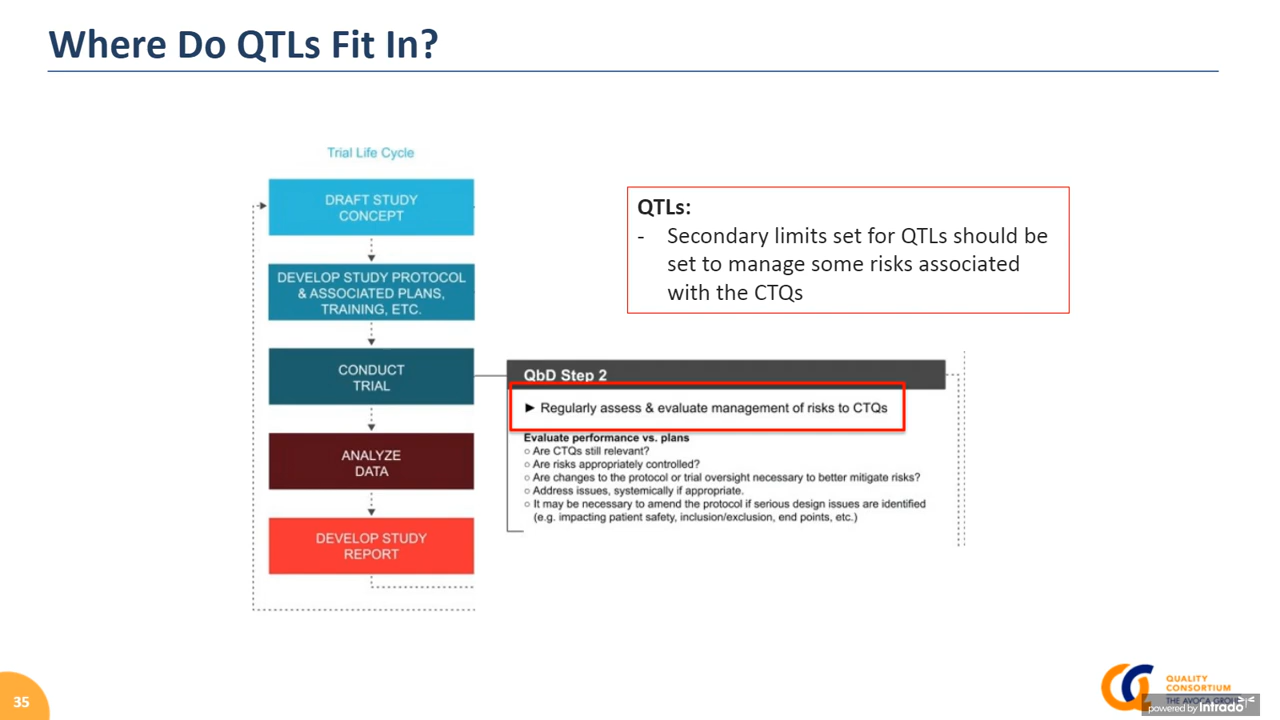 Where Do QTLs Fit In?
Trial Life Cycle
DRAFT STUDY
CONCEPT
DEVELOP STUDY PROTOCOL
& ASSOCIATED PLANS,
TRAINING, ETC.
CONDUCT
TRIAL
ANALYZE
DATA
DEVELOP STUDY
REPORT
QTLs:
- Secondary limits set for QTLs should be
set to manage some risks associated
with the CTQs
QbD Step 2
► Regularly assess & evaluate management of risks to CTQs
Evaluate performance vs. plans
○ Are CTQs still relevant?
○ Are risks appropriately controlled?
○ Are changes to the protocol or trial oversight necessary to better mitigate risks?
○ Address issues, systemically if appropriate.
○ It may be necessary to amend the protocol if serious design issues are identified
(e.g. impacting patient safety, inclusion/exclusion, end points, etc.)
35
QUALITY
CONSORTIUM
THE AVOCA GROUP
powered by intrado